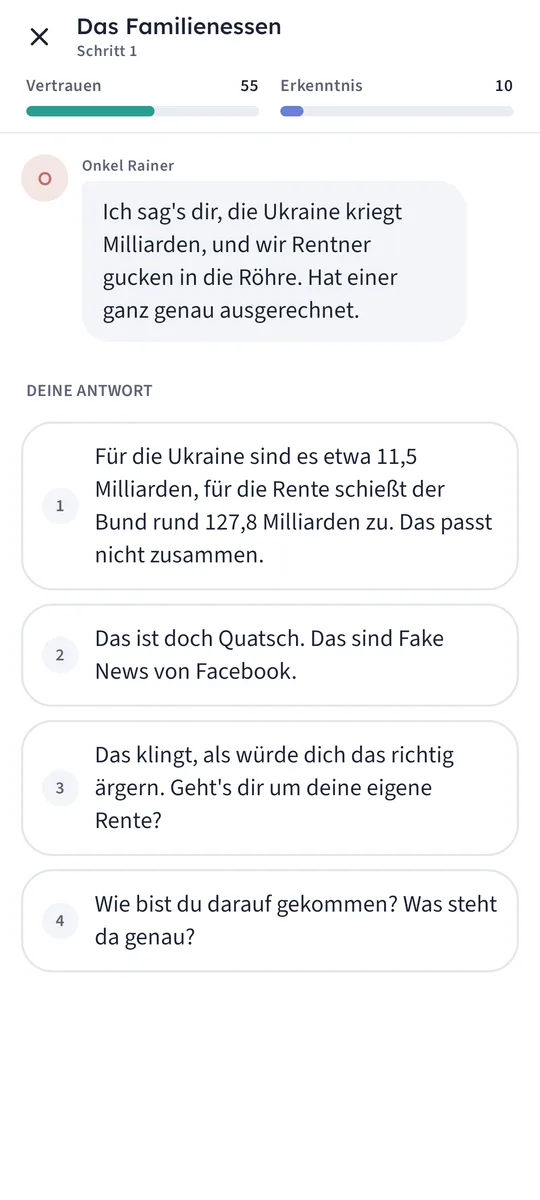 Das Familienessen
Schritt 1
Vertrauen 55 Erkenntnis 10
Onkel Rainer
O
Ich sag's dir, die Ukraine kriegt
Milliarden, und wir Rentner
gucken in die Röhre. Hat einer
ganz genau ausgerechnet.
DEINE ANTWORT
1
Für die Ukraine sind es etwa 11,5
Milliarden, für die Rente schießt der
Bund rund 127,8 Milliarden zu. Das passt
nicht zusammen.
2
Das ist doch Quatsch. Das sind Fake
News von Facebook.
3
Das klingt, als würde dich das richtig
ärgern. Geht's dir um deine eigene
Rente?
4
Wie bist du darauf gekommen? Was steht
da genau?